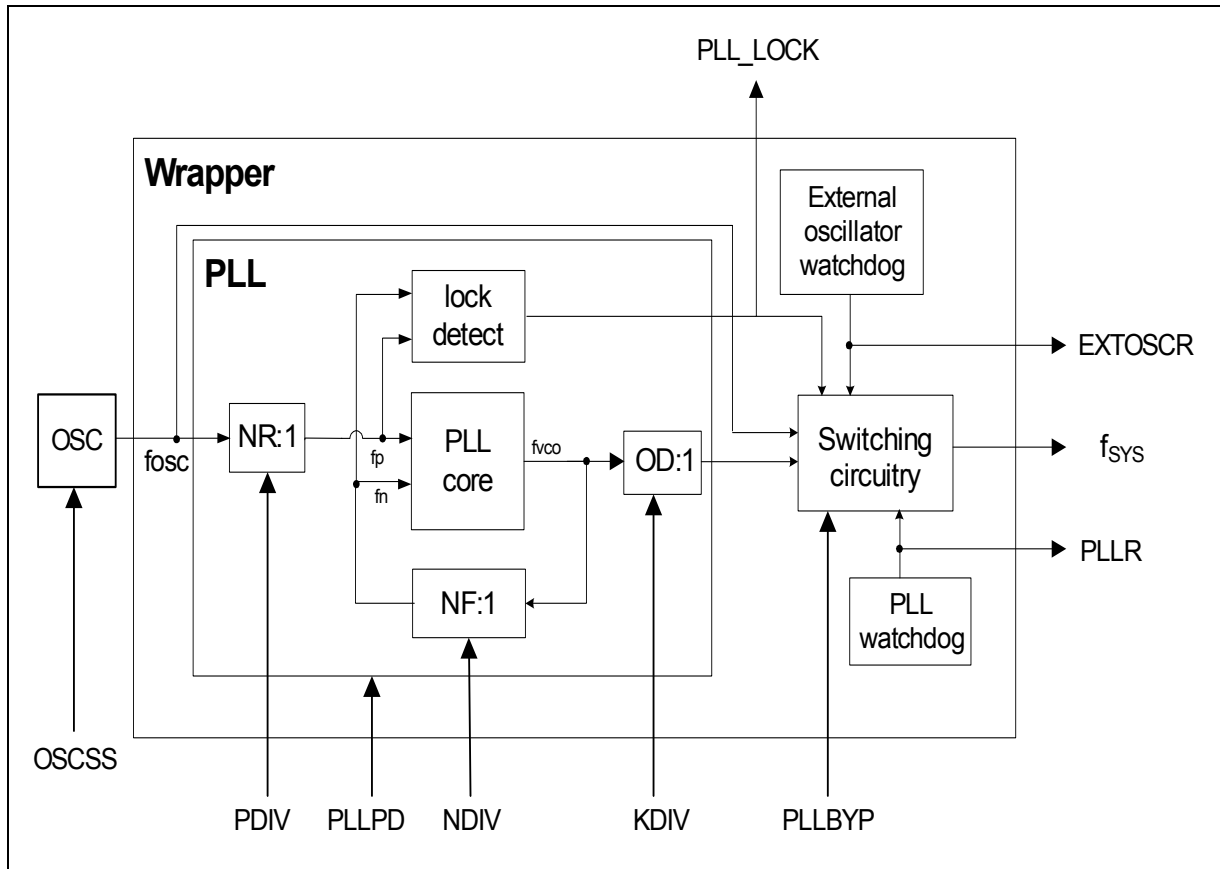 PLL_LOCK
Wrapper
External
oscillator
watchdog
PLL
lock
detect
EXTOSCR
OSC
fosc
NR:1
fp
fn
PLL
core
fvco
OD:1
Switching
circuitry
fSYS
NF:1
PLLR
PLL
watchdog
OSCSS
PDIV
PLLPD
NDIV
KDIV
PLLBYP